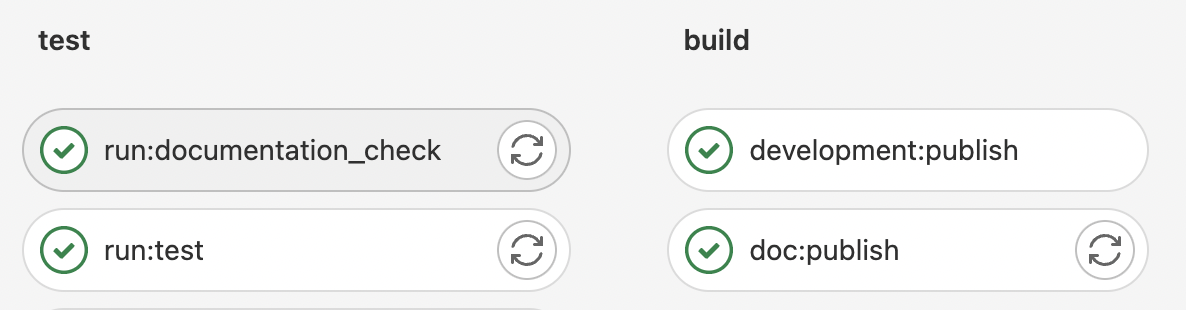 test
run:documentation_check
run:test
build
development:publish
doc:publish